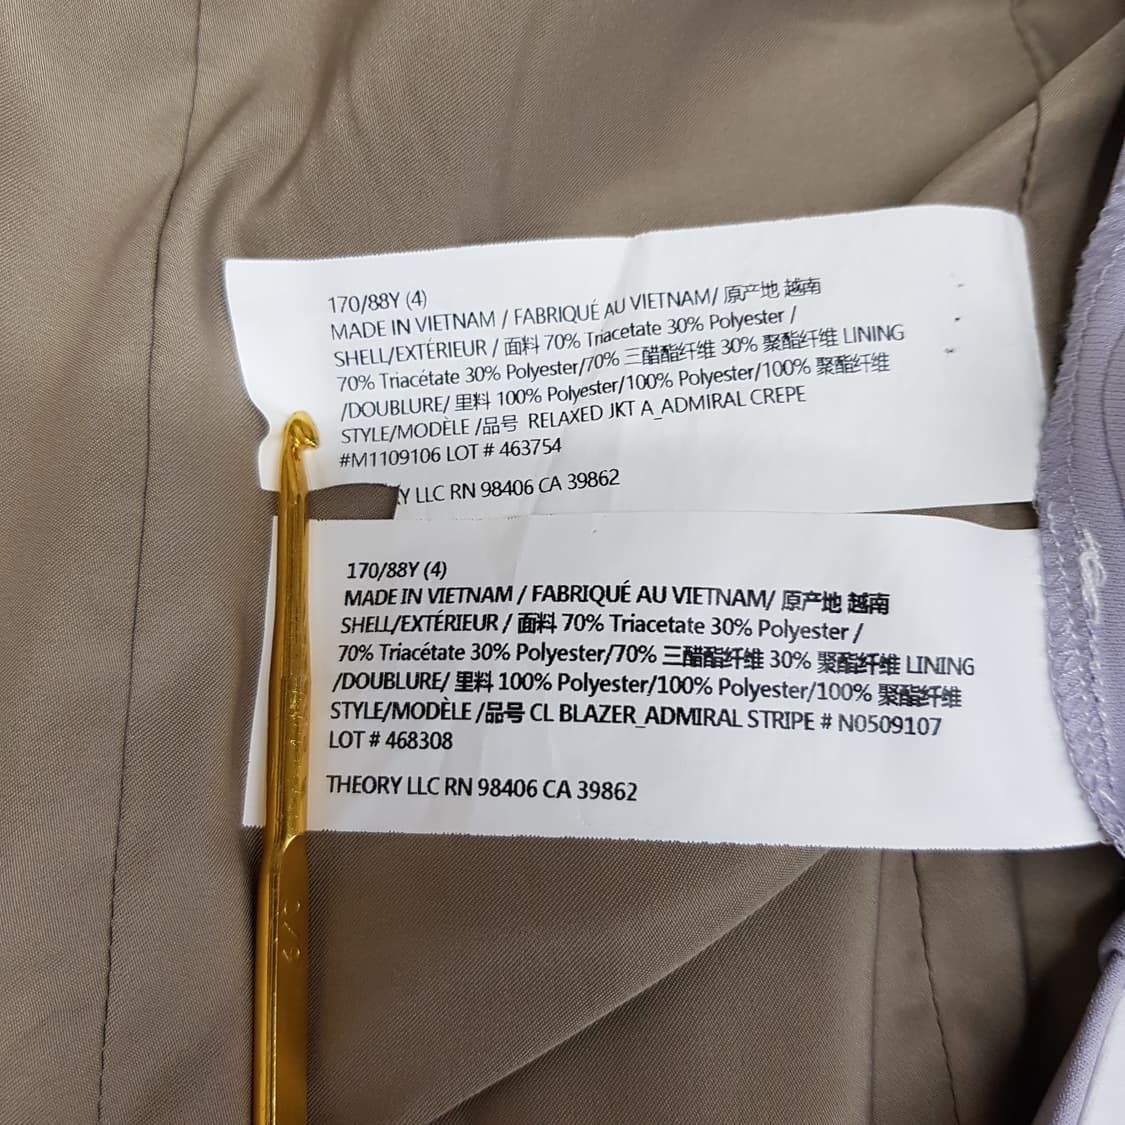 170/88Y (4)
MADE IN VIETNAM / FABRIQUÉ AU VIETNAM/ 原产地 越南
SHELL/EXTÉRIEUR / 面料 70% Triacetate 30% Polyester /
70% Triacétate 30% Polyester/70% 三醋酯纤维 30% 聚酯纤维 LINING
/DOUBLURE/ 里料 100% Polyester/100% Polyester/100% 聚酯纤维
STYLE/MODÈLE /品号 RELAXED JKT A_ADMIRAL CREPE
#M1109106 LOT # 463754
Y LLC RN 98406 CA 39862
170/88Y (4)
MADE IN VIETNAM / FABRIQUÉ AU VIETNAM/ 原产地 越南
SHELL/EXTÉRIEUR / 面料 70% Triacetate 30% Polyester /
70% Triacétate 30% Polyester/70% 三醋酯纤维 30% 聚酯纤维 LINING
/DOUBLURE/ 里料 100% Polyester/100% Polyester/100% 聚酯纤维
STYLE/MODÈLE /品号 CL BLAZER_ADMIRAL STRIPE # N0509107
LOT # 468308
THEORY LLC RN 98406 CA 39862